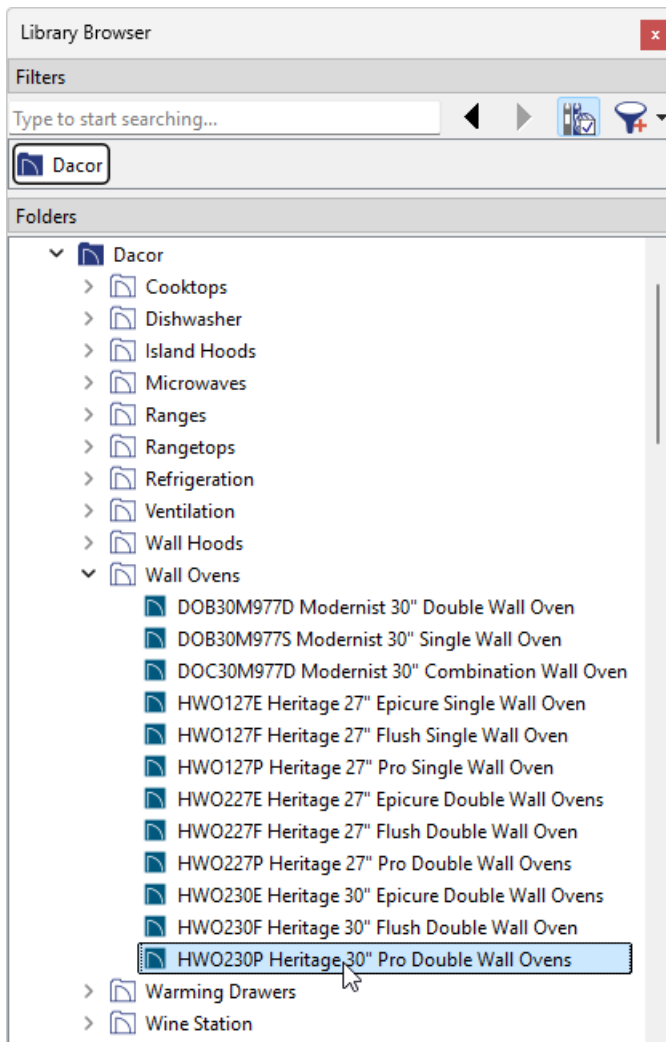 Library Browser
x
Filters
Type to start searching...
Dacor
Folders
Dacor
Cooktops
Dishwasher
Island Hoods
Microwaves
Ranges
Rangetops
Refrigeration
Ventilation
Wall Hoods
Wall Ovens
DOB30M977D Modernist 30" Double Wall Oven
DOB30M977S Modernist 30" Single Wall Oven
DOC30M977D Modernist 30" Combination Wall Oven
HWO127E Heritage 27" Epicure Single Wall Oven
HWO127F Heritage 27" Flush Single Wall Oven
HWO127P Heritage 27" Pro Single Wall Oven
HWO227E Heritage 27" Epicure Double Wall Ovens
HWO227F Heritage 27" Flush Double Wall Oven
HWO227P Heritage 27" Pro Double Wall Ovens
HWO230E Heritage 30" Epicure Double Wall Ovens
HWO230F Heritage 30" Flush Double Wall Oven
HWO230P Heritage 30" Pro Double Wall Ovens
Warming Drawers
Wine Station